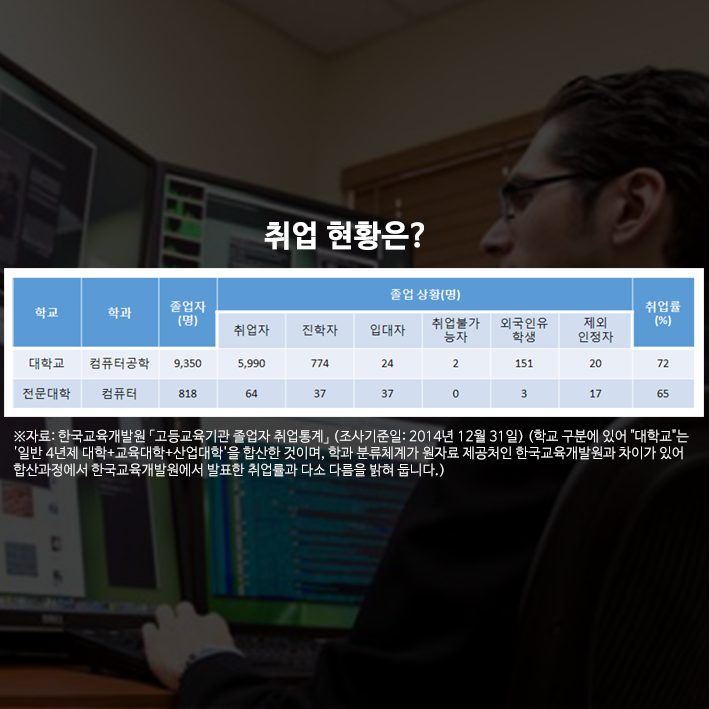 취업 현황은?
학교 학과 졸업자 (명) 졸업 상황(명) 취업률 (%)
취업자 진학자 입대자 취업불가능자 외국인유학생 제외인정자
대학교 컴퓨터공학 9,350 5,990 774 24 2 151 20 72
전문대학 컴퓨터 818 64 37 37 0 3 17 65
※자료: 한국교육개발원 「고등교육기관 졸업자 취업통계」 (조사기준일: 2014년 12월 31일) (학교 구분에 있어 "대학교"는
'일반 4년제 대학+교육대학+산업대학'을 합산한 것이며, 학과 분류체계가 원자료 제공처인 한국교육개발원과 차이가 있어
합산과정에서 한국교육개발원에서 발표한 취업률과 다소 다름을 밝혀 둡니다.)